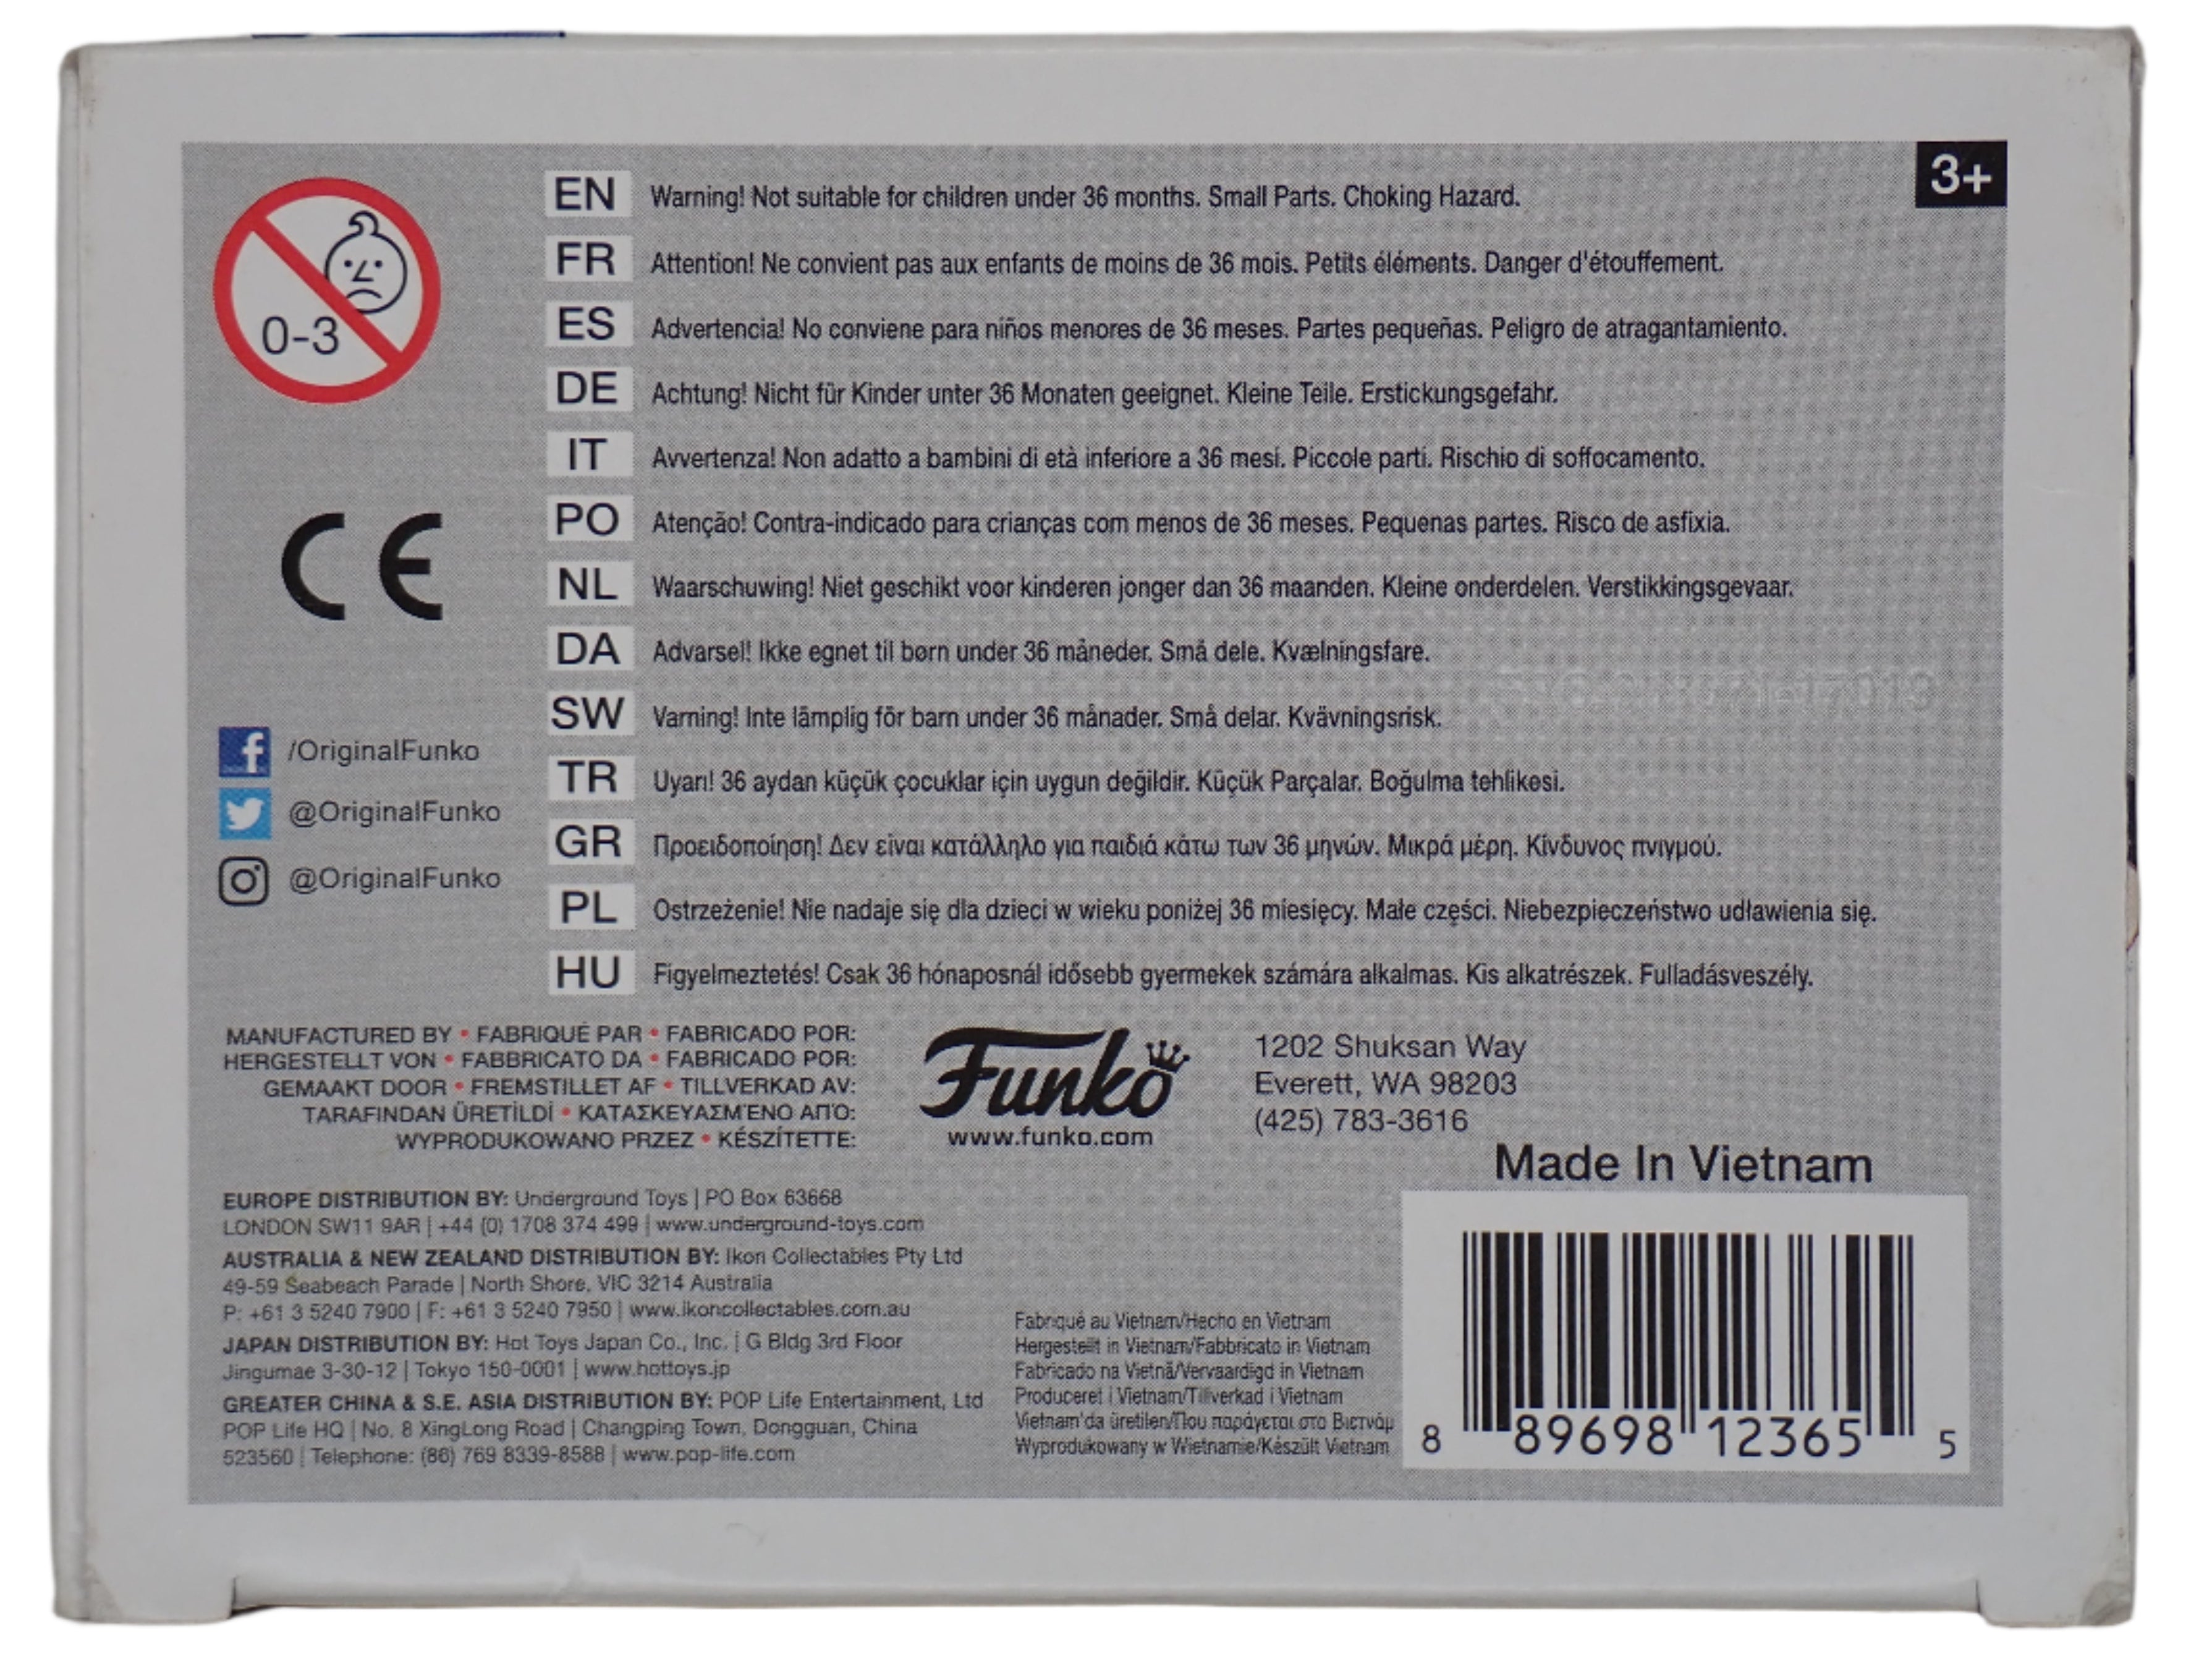 3+
0-3
EN Warning! Not suitable for children under 36 months. Small Parts. Choking Hazard.
FR Attention! Ne convient pas aux enfants de moins de 36 mois. Petits éléments. Danger d'étouffement.
ES Advertencia! No conviene para niños menores de 36 meses. Partes pequeñas. Peligro de atragantamiento.
DE Achtung! Nicht für Kinder unter 36 Monaten geeignet. Kleine Teile. Erstickungsgefahr.
IT Avvertenza! Non adatto a bambini di età inferiore a 36 mesi. Piccole parti. Rischio di soffocamento.
PO Atenção! Contra-indicado para crianças com menos de 36 meses. Pequenas partes. Risco de asfixia.
NL Waarschuwing! Niet geschikt voor kinderen jonger dan 36 maanden. Kleine onderdelen. Verstikkingsgevaar.
DA Advarsel! Ikke egnet til børn under 36 måneder. Små dele. Kvælningsfare.
SW Varning! Inte lämplig för barn under 36 månader. Små delar. Kvävningsrisk.
TR Uyarı! 36 aydan küçük çocuklar için uygun değildir. Küçük Parçalar. Boğulma tehlikesi.
GR Προειδοποίηση! Δεν είναι κατάλληλο για παιδιά κάτω των 36 μηνών. Μικρά μέρη. Κίνδυνος πνιγμού.
PL Ostrzeżenie! Nie nadaje się dla dzieci w wieku poniżej 36 miesięcy. Małe części. Niebezpieczeństwo udławienia się.
HU Figyelmeztetés! Csak 36 hónaposnál idősebb gyermekek számára alkalmas. Kis alkatrészek. Fulladásveszély.
CE
/OriginalFunko
@OriginalFunko
@OriginalFunko
MANUFACTURED BY • FABRIQUÉ PAR • FABRICADO POR:
HERGESTELLT VON • FABBRICATO DA • FABRICADO POR:
GEMAAKT DOOR • FREMSTILLET AF • TILLVERKAD AV:
TARAFINDAN ÜRETİLDİ • ΚΑΤΑΣΚΕΥΑΣΜΈΝΟ ΑΠΌ:
WYPRODUKOWANO PRZEZ • KÉSZÍTETTE:
Funko
www.funko.com
1202 Shuksan Way
Everett, WA 98203
(425) 783-3616
Made In Vietnam
EUROPE DISTRIBUTION BY: Underground Toys | PO Box 63668
LONDON SW11 9AR | +44 (0) 1708 374 499 | www.underground-toys.com
AUSTRALIA & NEW ZEALAND DISTRIBUTION BY: Ikon Collectables Pty Ltd
49-59 Seabeach Parade | North Shore, VIC 3214 Australia
P: +61 3 5240 7900 | F: +61 3 5240 7950 | www.ikoncollectables.com.au
JAPAN DISTRIBUTION BY: Hot Toys Japan Co., Inc. | G Bldg 3rd Floor
Jingumae 3-30-12 | Tokyo 150-0001 | www.hottoys.jp
GREATER CHINA & S.E. ASIA DISTRIBUTION BY: POP Life Entertainment, Ltd
POP Life HQ | No. 8 XingLong Road | Changping Town, Dongguan, China
523560 | Telephone: (86) 769 8339-8588 | www.pop-life.com
Fabriqué au Vietnam/Hecho en Vietnam
Hergestellt in Vietnam/Fabbricato in Vietnam
Fabricado na Vietnã/Vervaardigd in Vietnam
Produceret i Vietnam/Tillverkad i Vietnam
Vietnam'da üretilen/Που παράγεται στο Βιετνάμ
Wyprodukowany w Wietnamie/Készült Vietnam
8 89698 12365 5